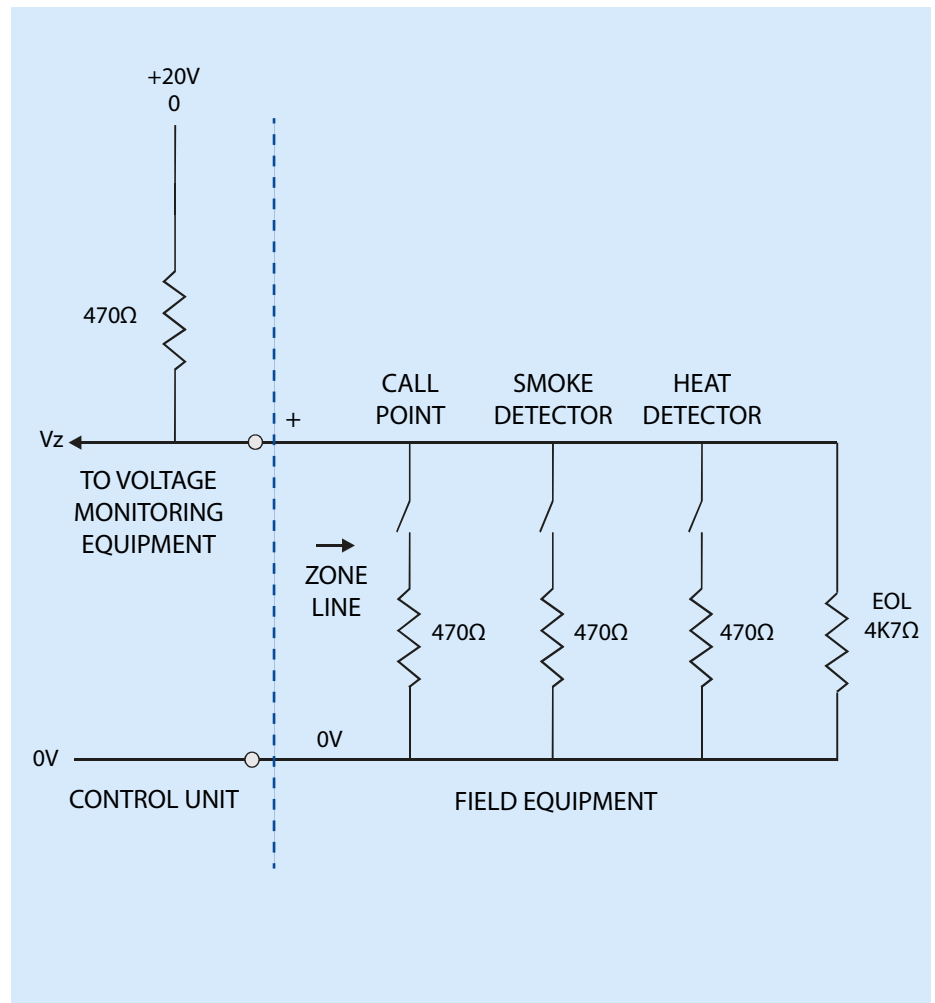 +20V
0
470Ω
Vz
+
TO VOLTAGE
MONITORING
EQUIPMENT
CALL
POINT
SMOKE
DETECTOR
HEAT
DETECTOR
ZONE
LINE
470Ω
470Ω
470Ω
EOL
4K7Ω
0V
0V
CONTROL UNIT
FIELD EQUIPMENT